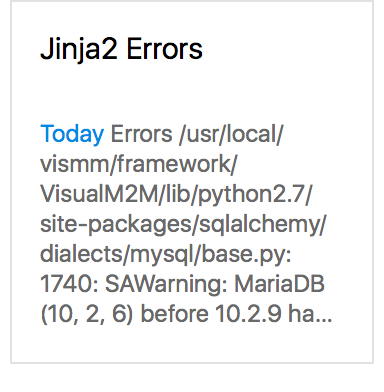 Jinja2 Errors
Today Errors /usr/local/
vismm/framework/
VisualM2M/lib/python2.7/
site-packages/sqlalchemy/
dialects/mysql/base.py:
1740: SAWarning: MariaDB
(10, 2, 6) before 10.2.9 ha...